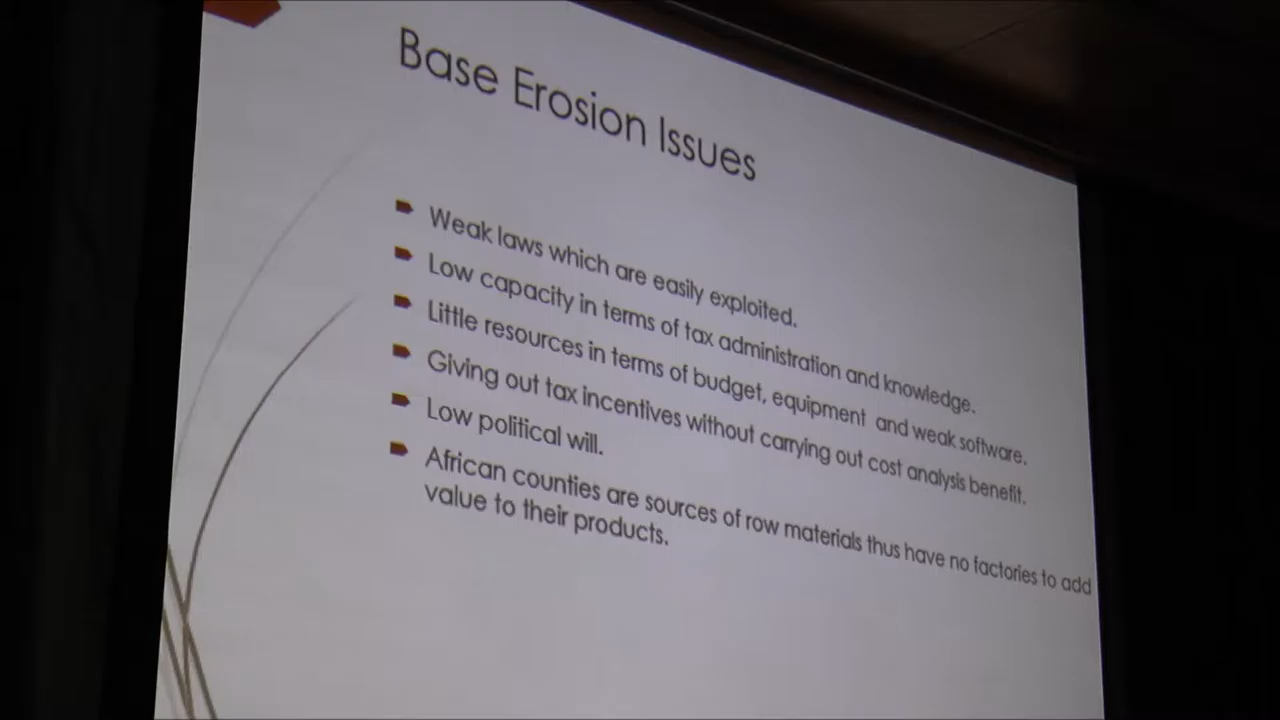 Base Erosion Issues
Weak laws which are easily exploited.
Low capacity in terms of tax administration and knowledge.
Little resources in terms of budget, equipment and weak software.
Giving out tax incentives without carrying out cost analysis benefit.
Low political will.
African counties are sources of row materials thus have no factories to add
value to their products.